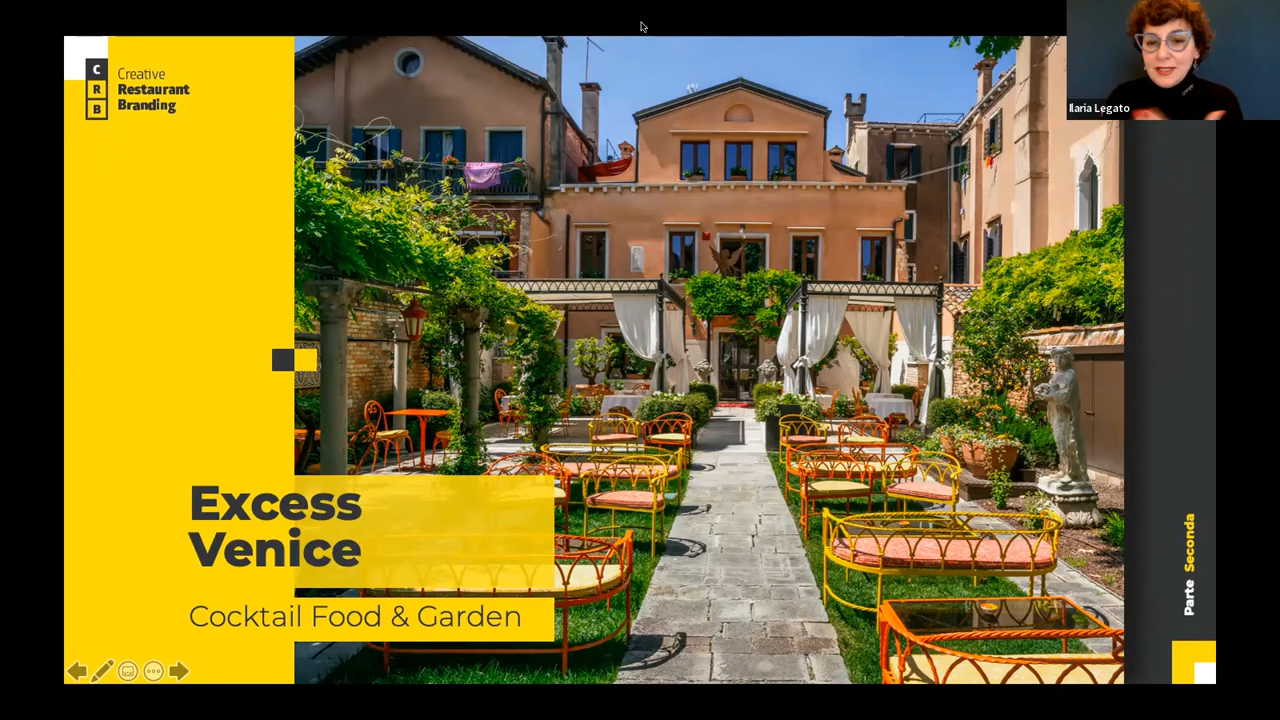 C
R
B
Creative
Restaurant
Branding
Ilaria Legato
Excess
Venice
Cocktail Food & Garden
Parte Seconda